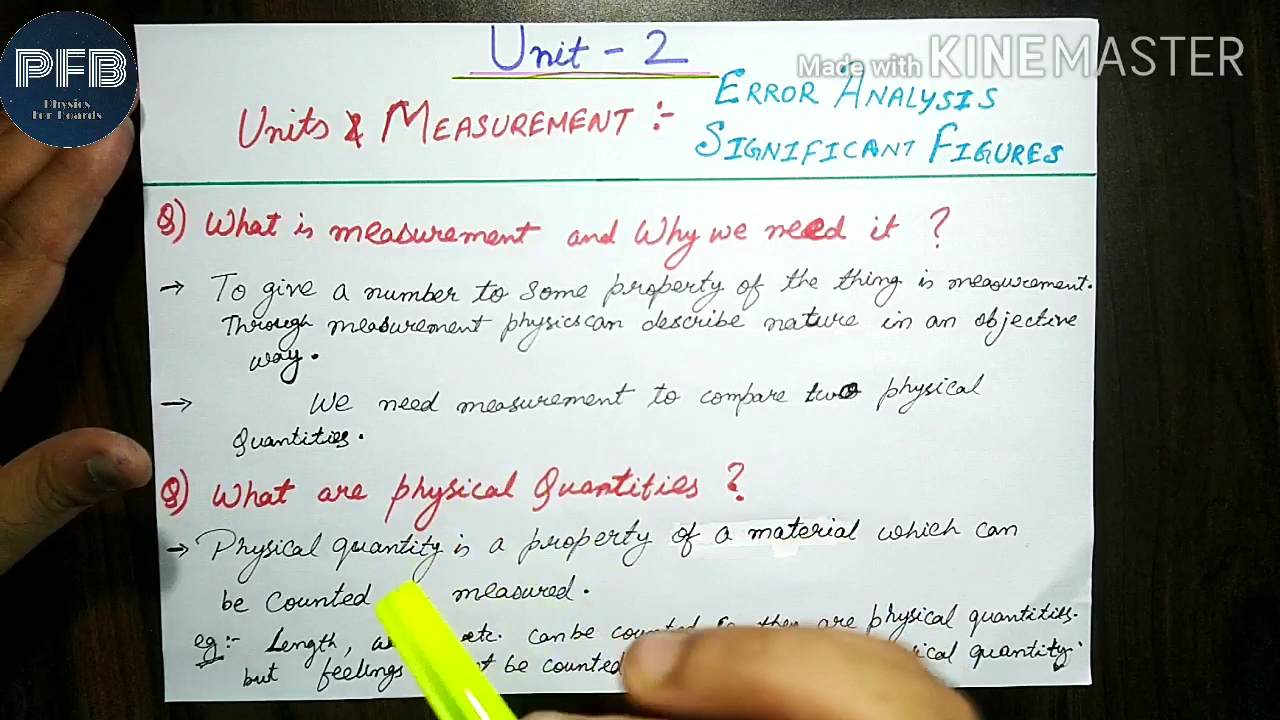 PFB
Physics
For Boards
Made with KINEMASTER
Unit - 2
Units & MEASUREMENT :-
ERROR ANALYSIS
SIGNIFICANT FIGURES
Q) What is measurement and Why we need it ?
→ To give a number to some property of the thing is measurement.
Through measurement physics can describe nature in an objective
way.
→ We need measurement to compare two physical
Quantities.
Q) What are physical Quantities ?
→ Physical quantity is a property of a material which can
be counted measured.
eg:- Length, etc. can be counted so they are physical quantities.
but feelings be counted quantity.